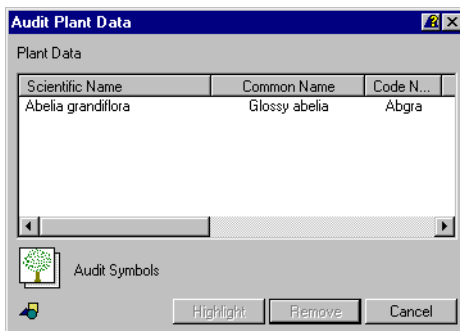 Audit Plant Data
Plant Data
Scientific Name Common Name Code N...
Abelia grandiflora Glossy abelia Abgra
Audit Symbols
Highlight Remove Cancel